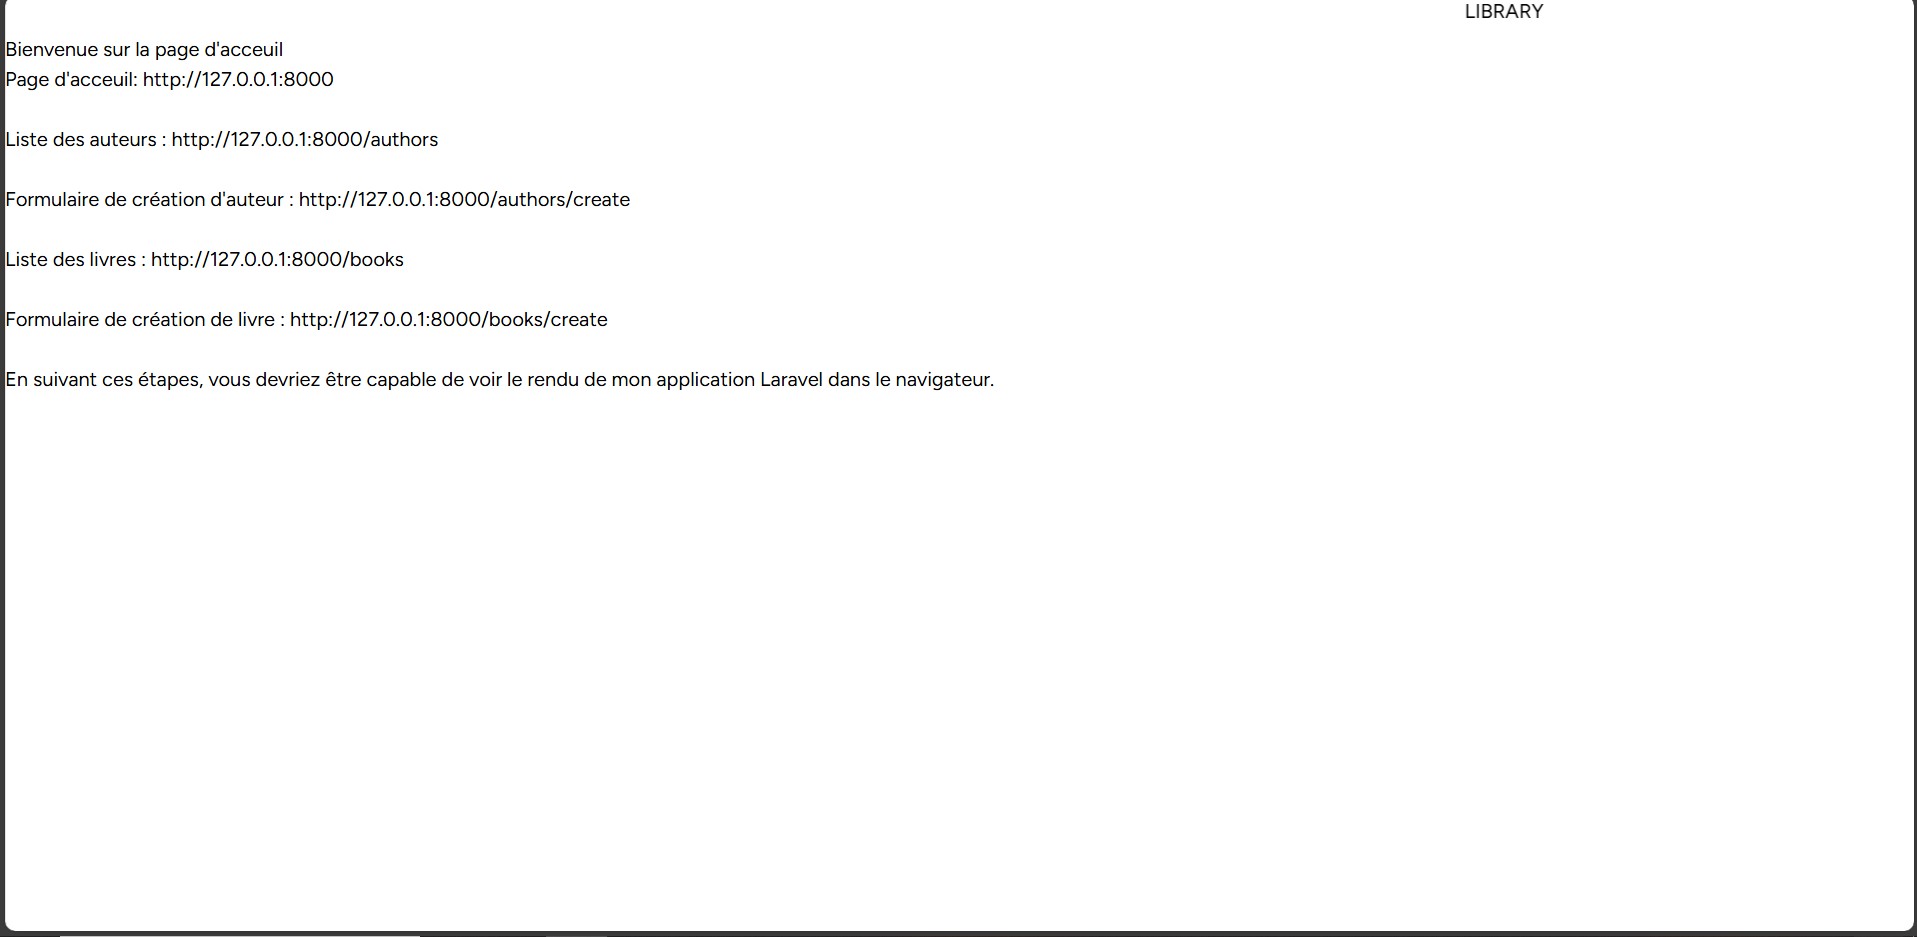 LIBRARY
Bienvenue sur la page d'acceuil
Page d'acceuil: http://127.0.0.1:8000
Liste des auteurs : http://127.0.0.1:8000/authors
Formulaire de création d'auteur : http://127.0.0.1:8000/authors/create
Liste des livres : http://127.0.0.1:8000/books
Formulaire de création de livre : http://127.0.0.1:8000/books/create
En suivant ces étapes, vous devriez être capable de voir le rendu de mon application Laravel dans le navigateur.